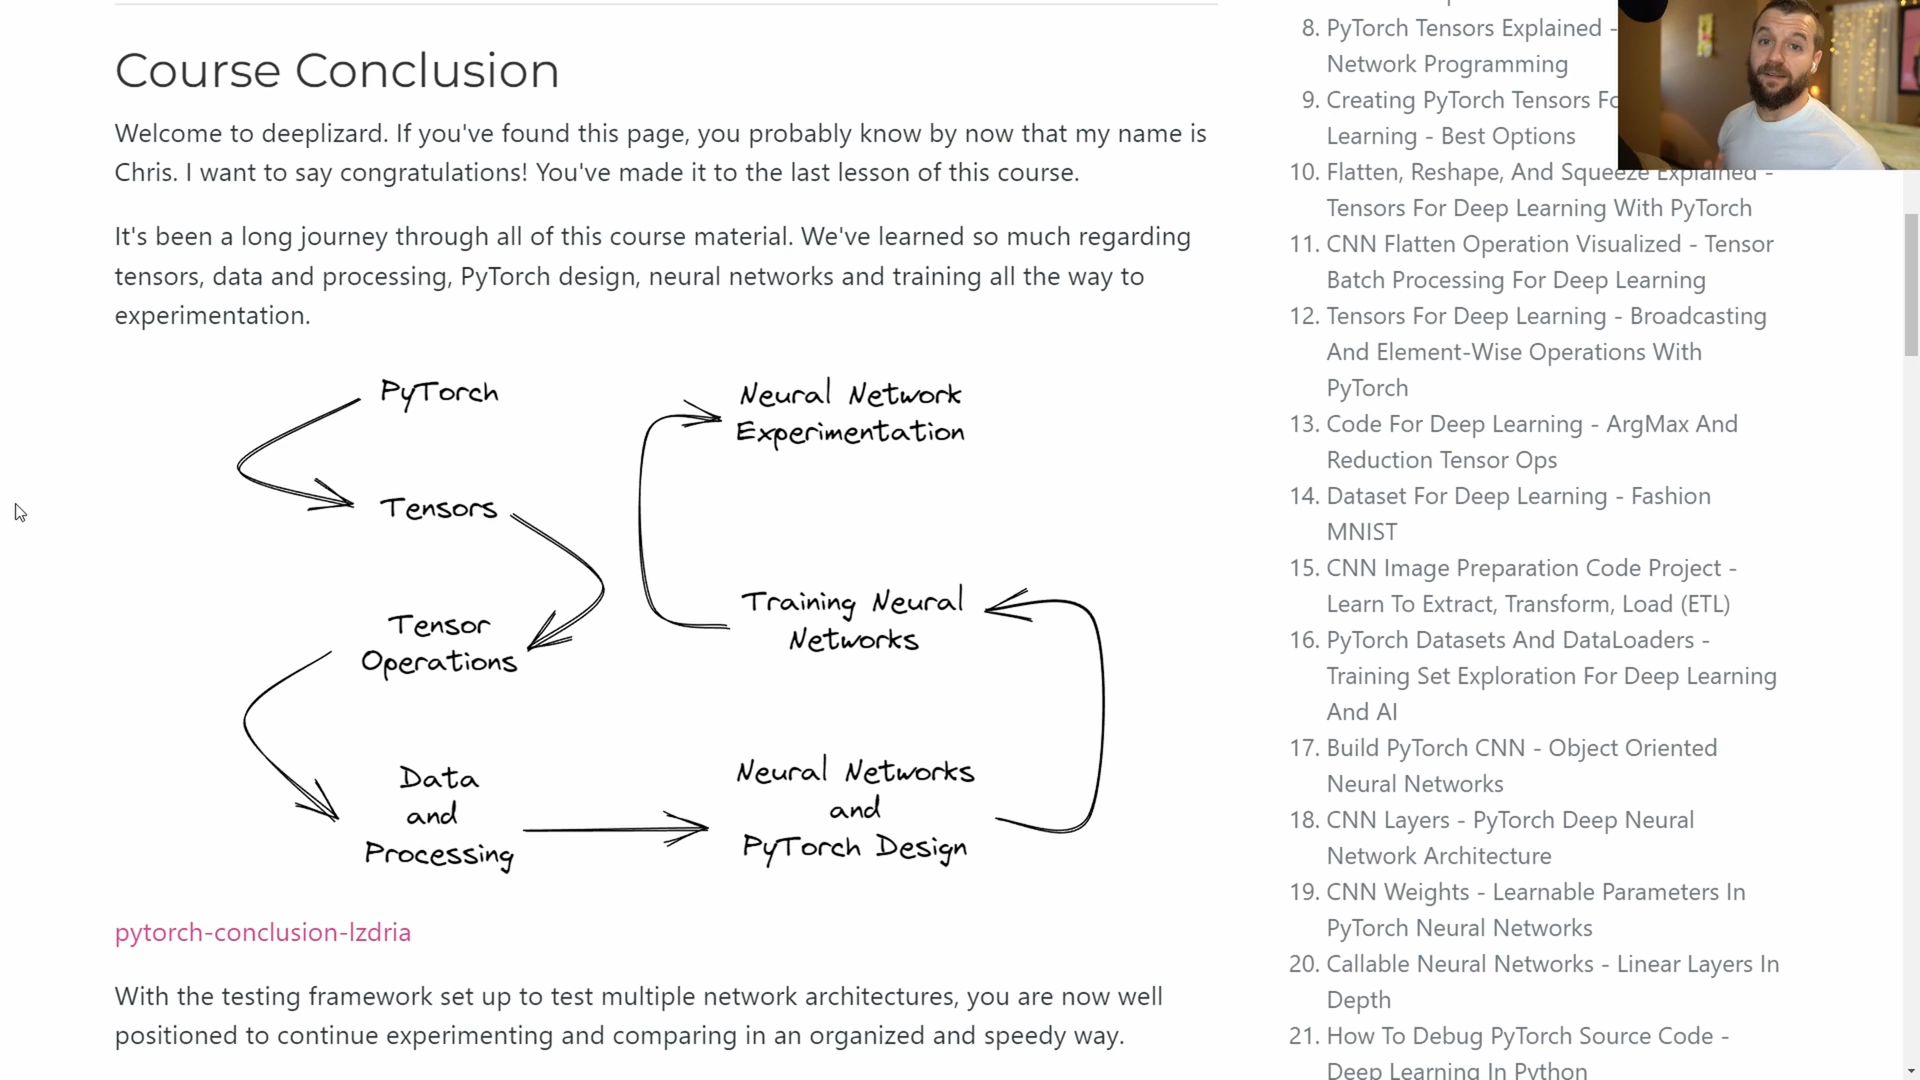 Course Conclusion
Welcome to deeplizard. If you've found this page, you probably know by now that my name is
Chris. I want to say congratulations! You've made it to the last lesson of this course.
It's been a long journey through all of this course material. We've learned so much regarding
tensors, data and processing, PyTorch design, neural networks and training all the way to
experimentation.
PyTorch
Tensors
Tensor
Operations
Data
and
Processing
Neural Networks
and
PyTorch Design
Training Neural
Networks
Neural Network
Experimentation
pytorch-conclusion-lzdria
With the testing framework set up to test multiple network architectures, you are now well
positioned to continue experimenting and comparing in an organized and speedy way.
8. PyTorch Tensors Explained -
Network Programming
9. Creating PyTorch Tensors
Learning - Best Options
10. Flatten, Reshape, And Squeeze Explained -
Tensors For Deep Learning With PyTorch
11. CNN Flatten Operation Visualized - Tensor
Batch Processing For Deep Learning
12. Tensors For Deep Learning - Broadcasting
And Element-Wise Operations With
PyTorch
13. Code For Deep Learning - ArgMax And
Reduction Tensor Ops
14. Dataset For Deep Learning - Fashion
MNIST
15. CNN Image Preparation Code Project -
Learn To Extract, Transform, Load (ETL)
16. PyTorch Datasets And DataLoaders -
Training Set Exploration For Deep Learning
And AI
17. Build PyTorch CNN - Object Oriented
Neural Networks
18. CNN Layers - PyTorch Deep Neural
Network Architecture
19. CNN Weights - Learnable Parameters In
PyTorch Neural Networks
20. Callable Neural Networks - Linear Layers In
Depth
21. How To Debug PyTorch Source Code -
Deep Learning In Python